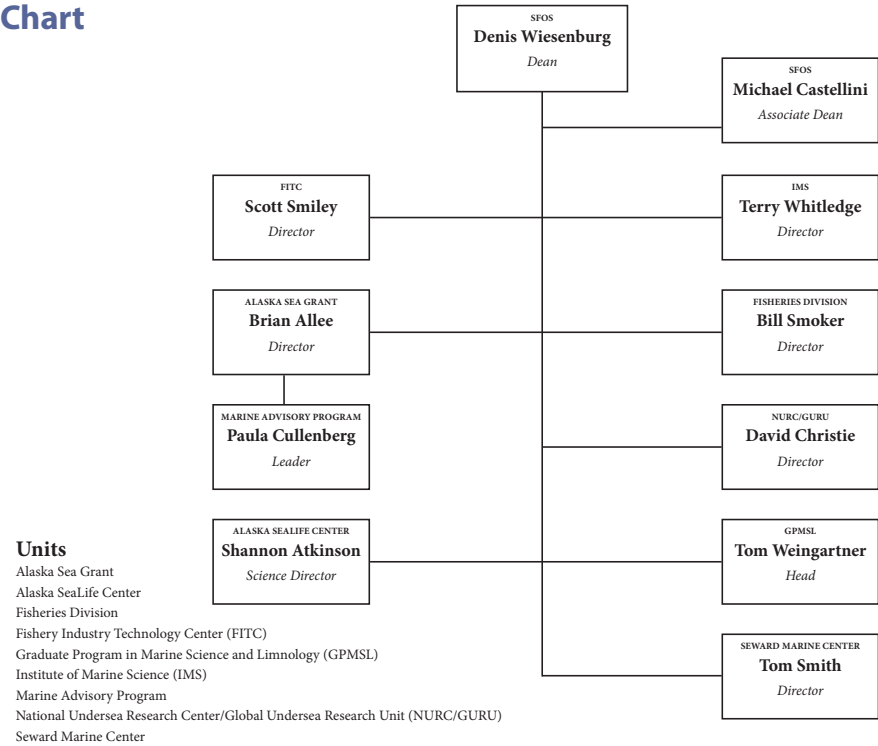 Chart
SFOS
Denis Wiesenburg
Dean
SFOS
Michael Castellini
Associate Dean
FITC
Scott Smiley
Director
IMS
Terry Whitledge
Director
ALASKA SEA GRANT
Brian Allee
Director
FISHERIES DIVISION
Bill Smoker
Director
MARINE ADVISORY PROGRAM
Paula Cullenberg
Leader
NURC/GURU
David Christie
Director
ALASKA SEALIFE CENTER
Shannon Atkinson
Science Director
GPMSL
Tom Weingartner
Head
SEWARD MARINE CENTER
Tom Smith
Director
Units
Alaska Sea Grant
Alaska SeaLife Center
Fisheries Division
Fishery Industry Technology Center (FITC)
Graduate Program in Marine Science and Limnology (GPMSL)
Institute of Marine Science (IMS)
Marine Advisory Program
National Undersea Research Center/Global Undersea Research Unit (NURC/GURU)
Seward Marine Center